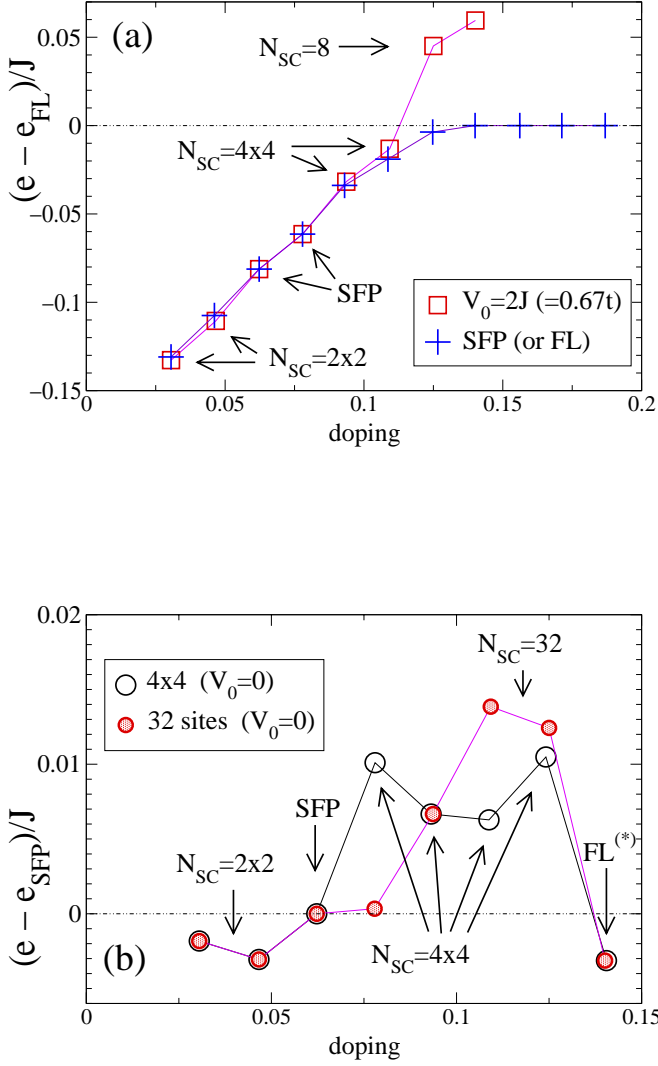 (a)
0.05
0
−0.05
−0.1
−0.15
(e − e_FL)/J
N_SC=8
N_SC=4x4
SFP
N_SC=2x2
V_0=2J (=0.67t)
SFP (or FL)
0 0.05 0.1 0.15 0.2
doping
0.02
0.01
0
(e − e_SFP)/J
4x4 (V_0=0)
32 sites (V_0=0)
N_SC=32
SFP
FL^(*)
N_SC=2x2
N_SC=4x4
(b)
0 0.05 0.1 0.15
doping